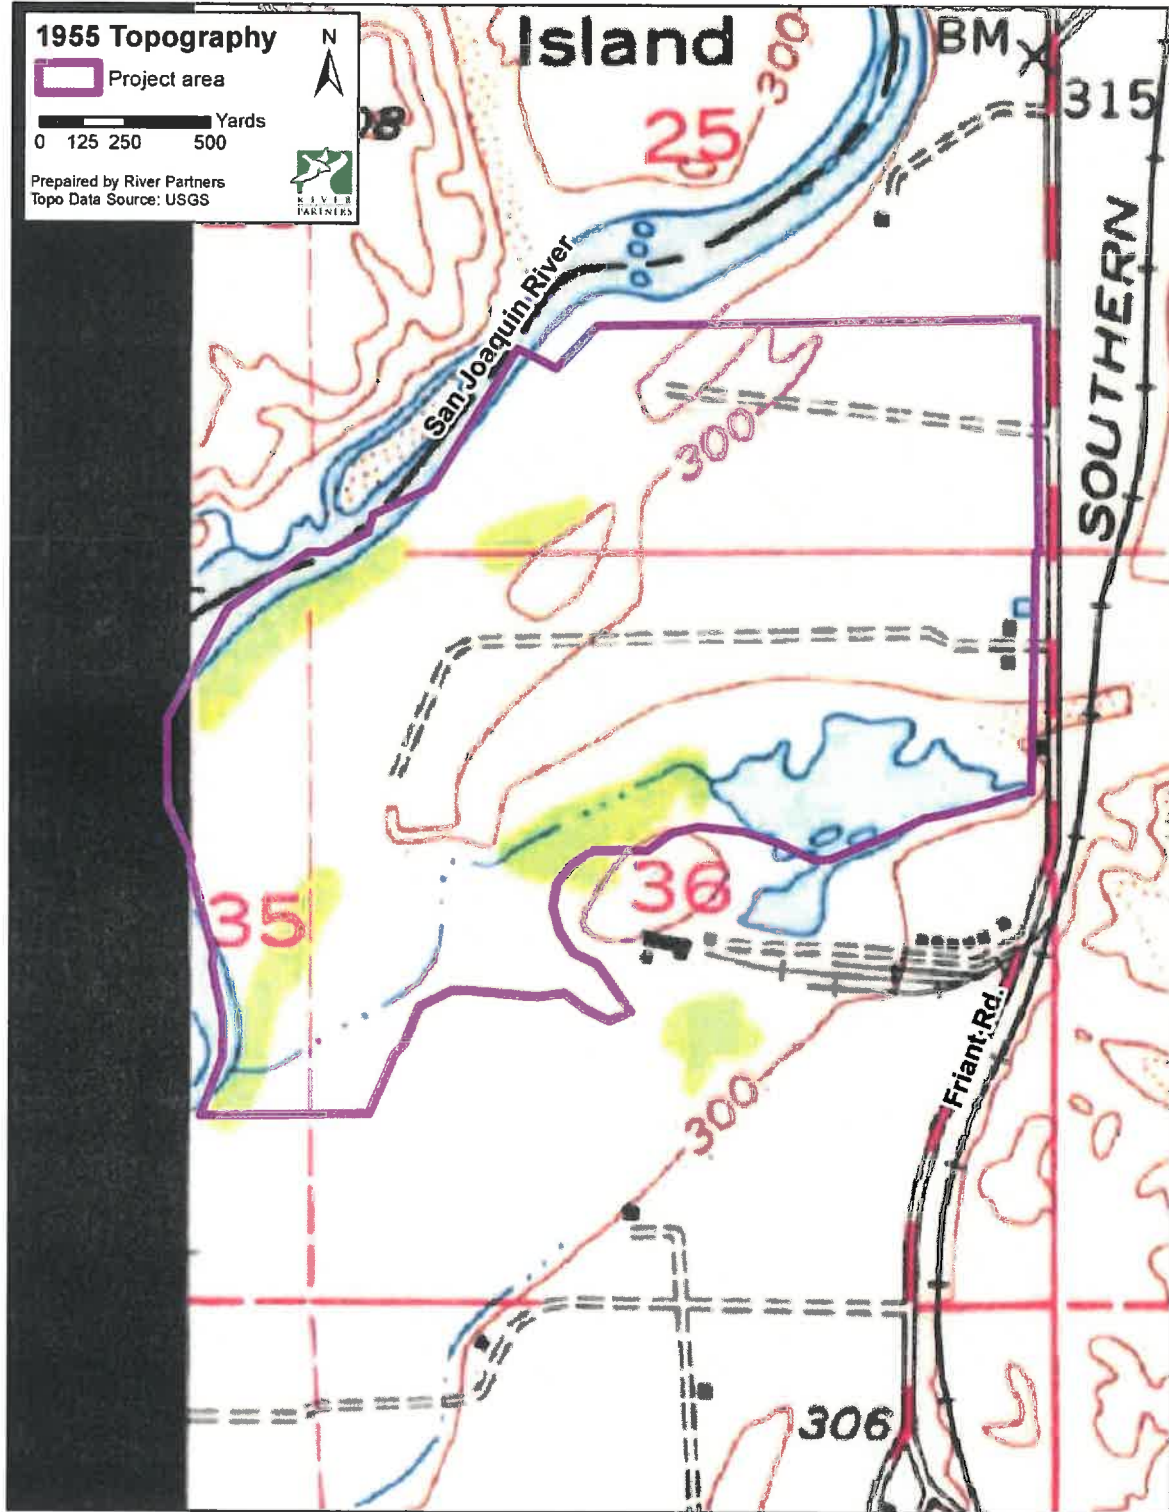 1955 Topography
N
Project area
Yards
0 125 250 500
Prepaired by River Partners
Topo Data Source: USGS
RIVER
PARTNERS
Island
300
BM
315
25
San Joaquin River
SOUTHERN
300
35
36
Friant Rd.
300
306